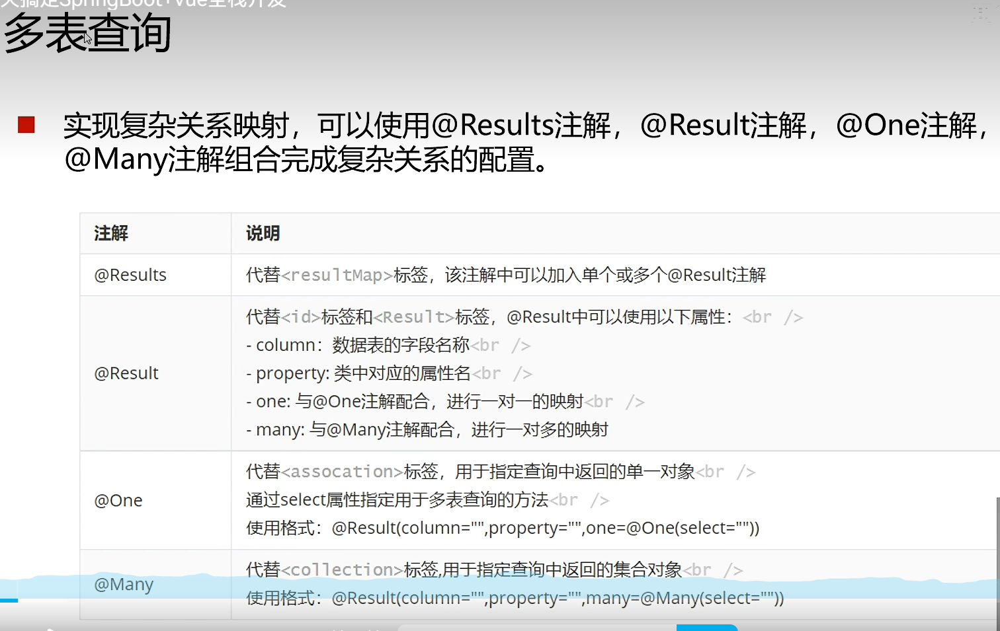 搞定SpringBoot+Vue全栈开发
多表查询
实现复杂关系映射，可以使用@Results注解，@Result注解，@One注解，
@Many注解组合完成复杂关系的配置。
注解 说明
@Results 代替<resultMap>标签，该注解中可以加入单个或多个@Result注解
@Result
代替<id>标签和<Result>标签，@Result中可以使用以下属性：<br />
- column：数据表的字段名称<br />
- property: 类中对应的属性名<br />
- one: 与@One注解配合，进行一对一的映射<br />
- many: 与@Many注解配合，进行一对多的映射
@One
代替<assocation>标签，用于指定查询中返回的单一对象<br />
通过select属性指定用于多表查询的方法<br />
使用格式：@Result(column="",property="",one=@One(select=""))
@Many
代替<collection>标签,用于指定查询中返回的集合对象<br />
使用格式：@Result(column="",property="",many=@Many(select=""))